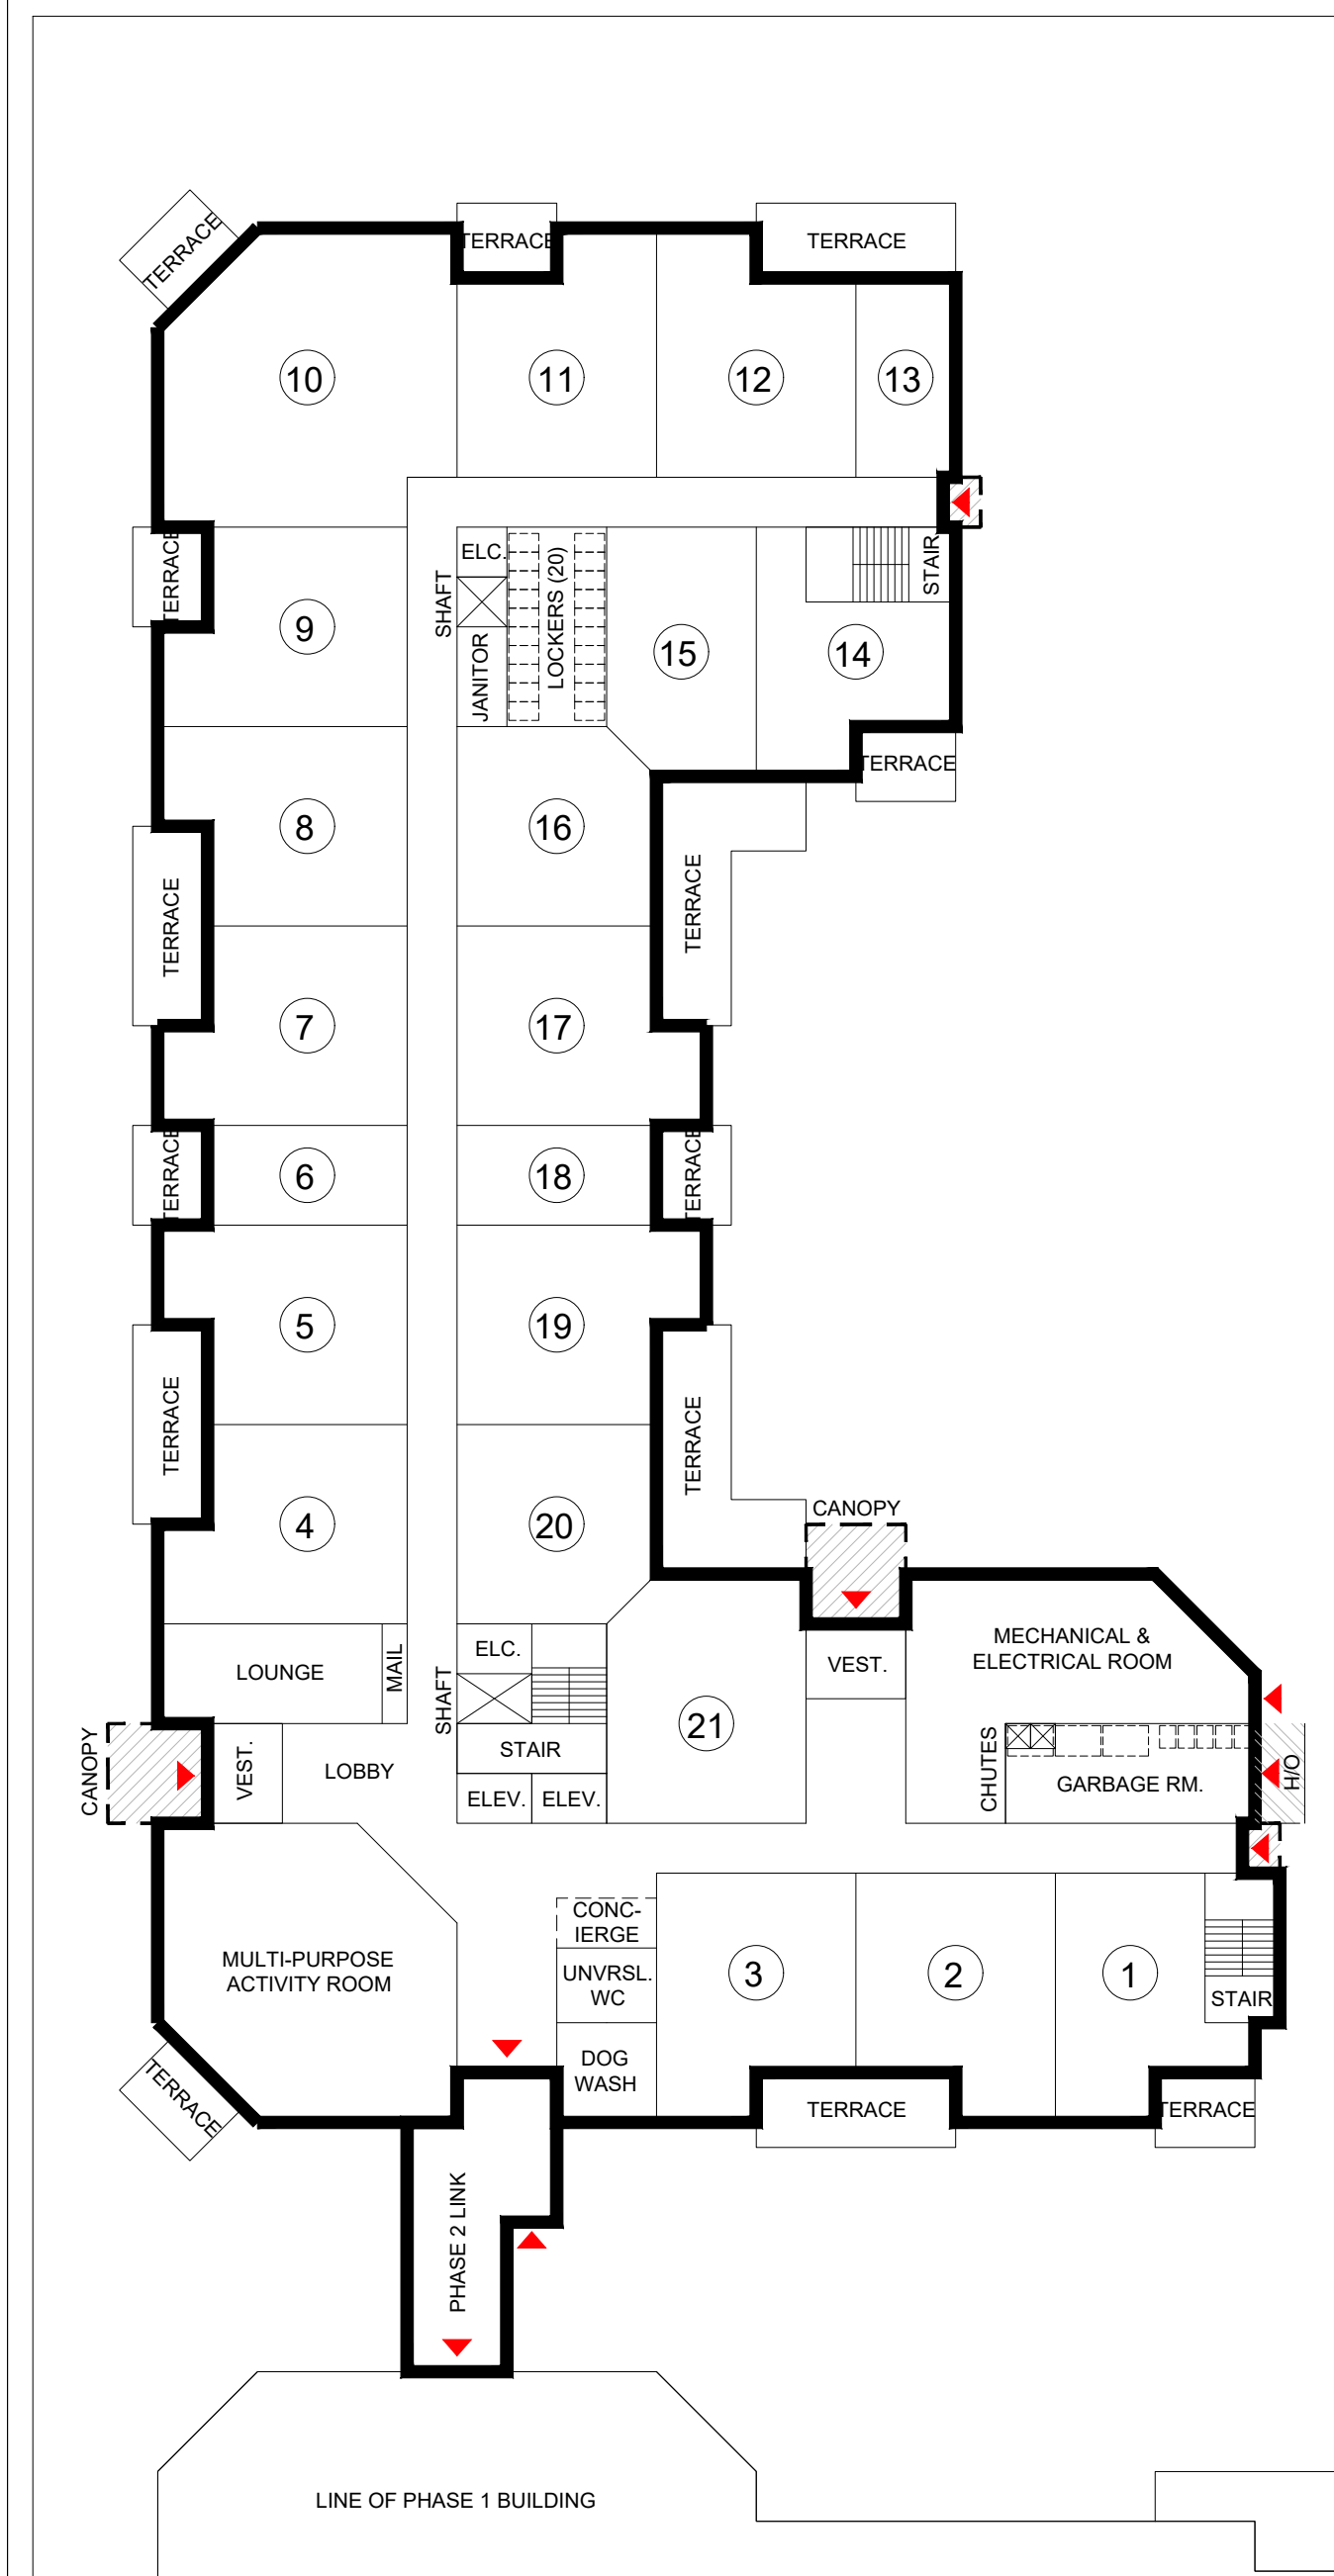 TERRACE
TERRACE
TERRACE
10
11
12
13
TERRACE
ELC.
SHAFT
JANITOR
LOCKERS (20)
STAIR
9
15
14
TERRACE
8
16
TERRACE
TERRACE
7
17
TERRACE
6
18
TERRACE
5
19
TERRACE
TERRACE
4
20
CANOPY
LOUNGE
MAIL
SHAFT
ELC.
VEST.
MECHANICAL &
ELECTRICAL ROOM
21
CANOPY
VEST.
LOBBY
STAIR
ELEV.
ELEV.
CHUTES
GARBAGE RM.
H/O
MULTI-PURPOSE
ACTIVITY ROOM
CONC-
IERGE
UNVRSL.
WC
DOG
WASH
3
2
1
STAIR
TERRACE
TERRACE
TERRACE
PHASE 2 LINK
LINE OF PHASE 1 BUILDING